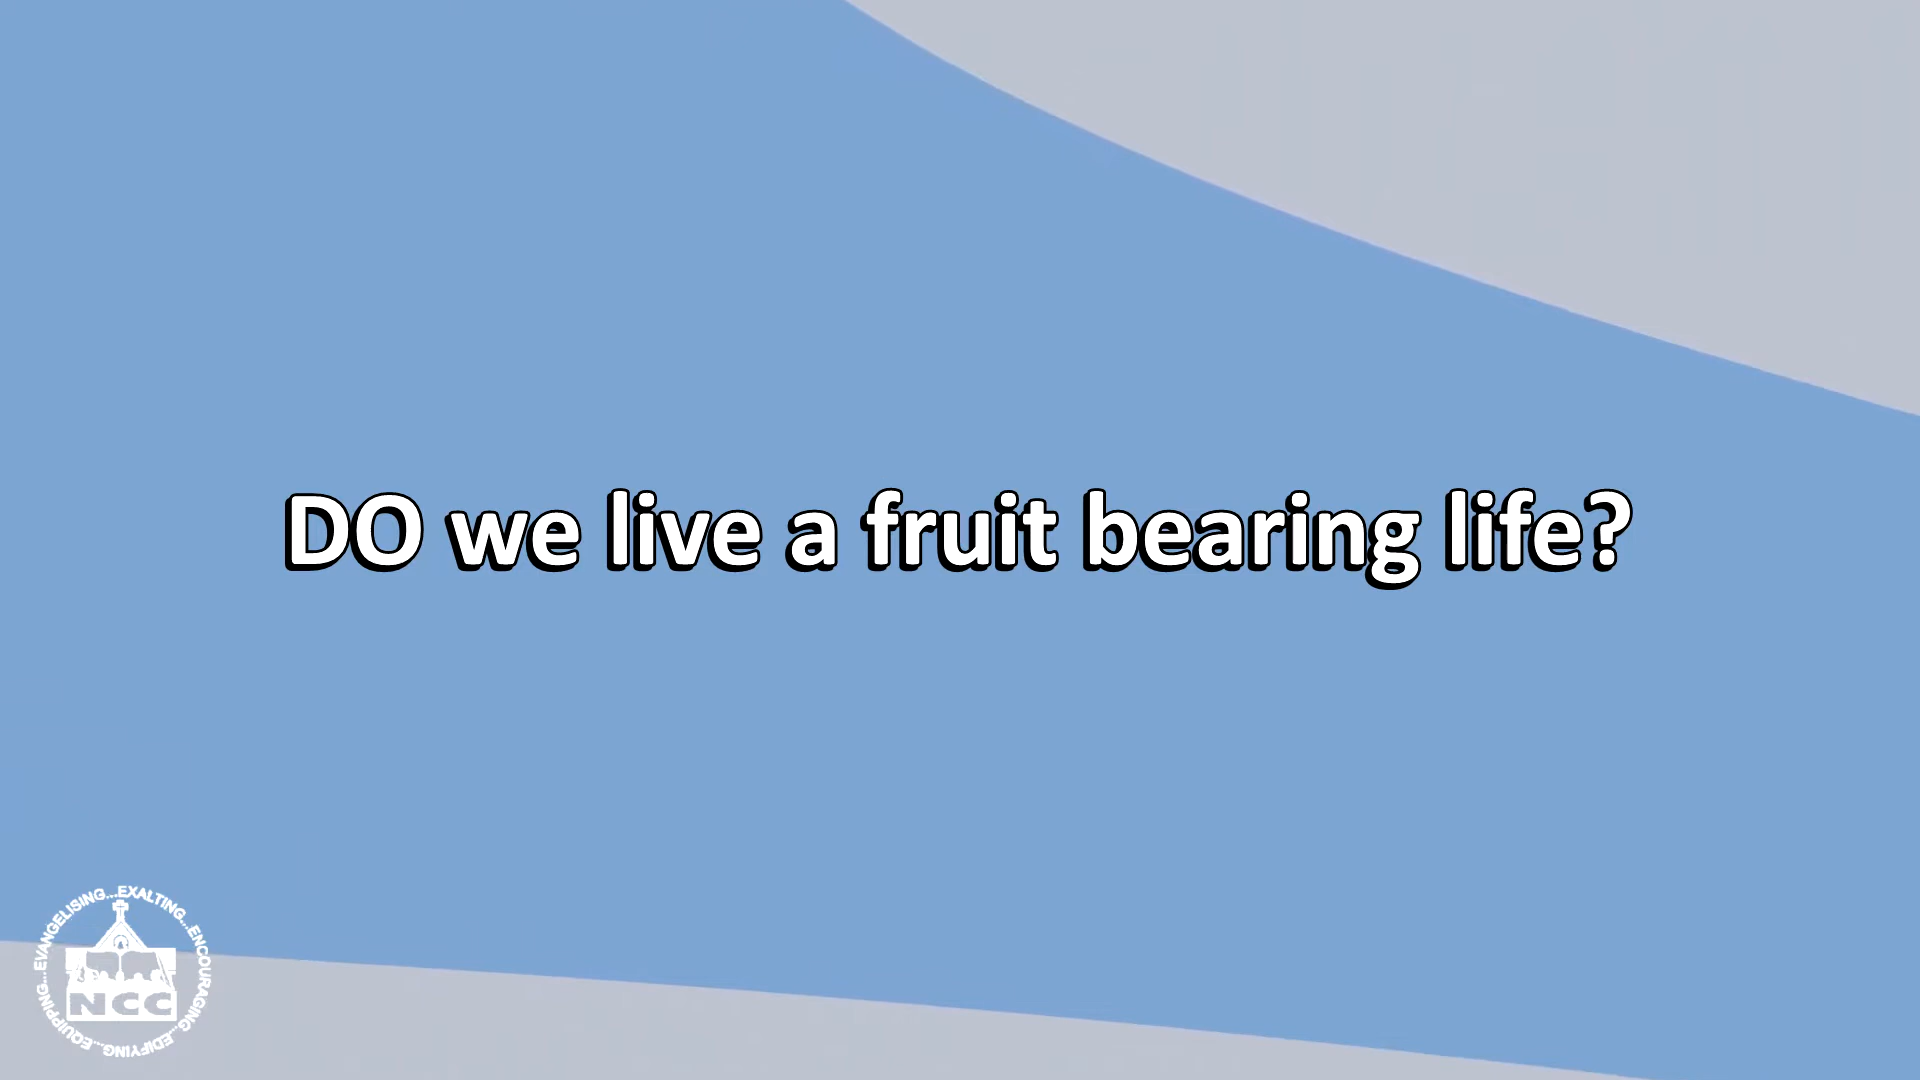 DO we live a fruit bearing life?
EVANGELISING...EXALTING...ENCOURAGING...EDIFYING...EQUIPPING...
NCC